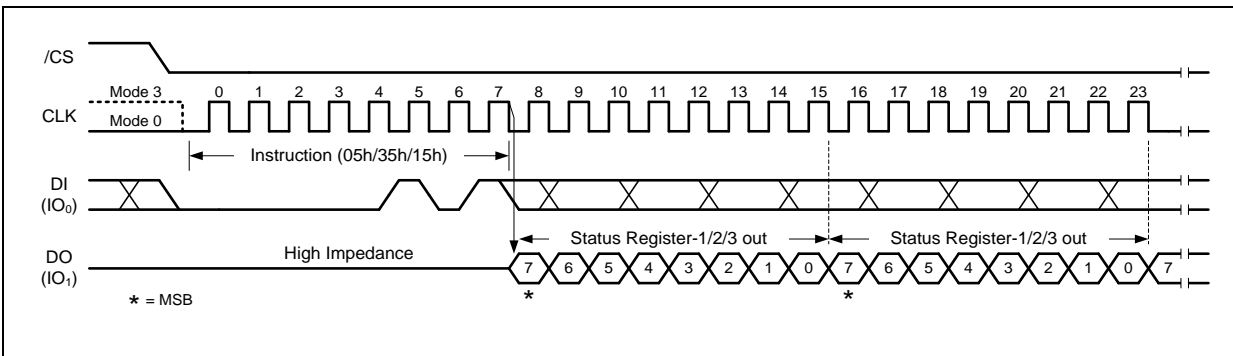 /CS
Mode 3
0 1 2 3 4 5 6 7 8 9 10 11 12 13 14 15 16 17 18 19 20 21 22 23
CLK
Mode 0
Instruction (05h/35h/15h)
DI
(IO₀)
Status Register-1/2/3 out Status Register-1/2/3 out
High Impedance
DO
(IO₁)
7 6 5 4 3 2 1 0 7 6 5 4 3 2 1 0 7
* *
* = MSB